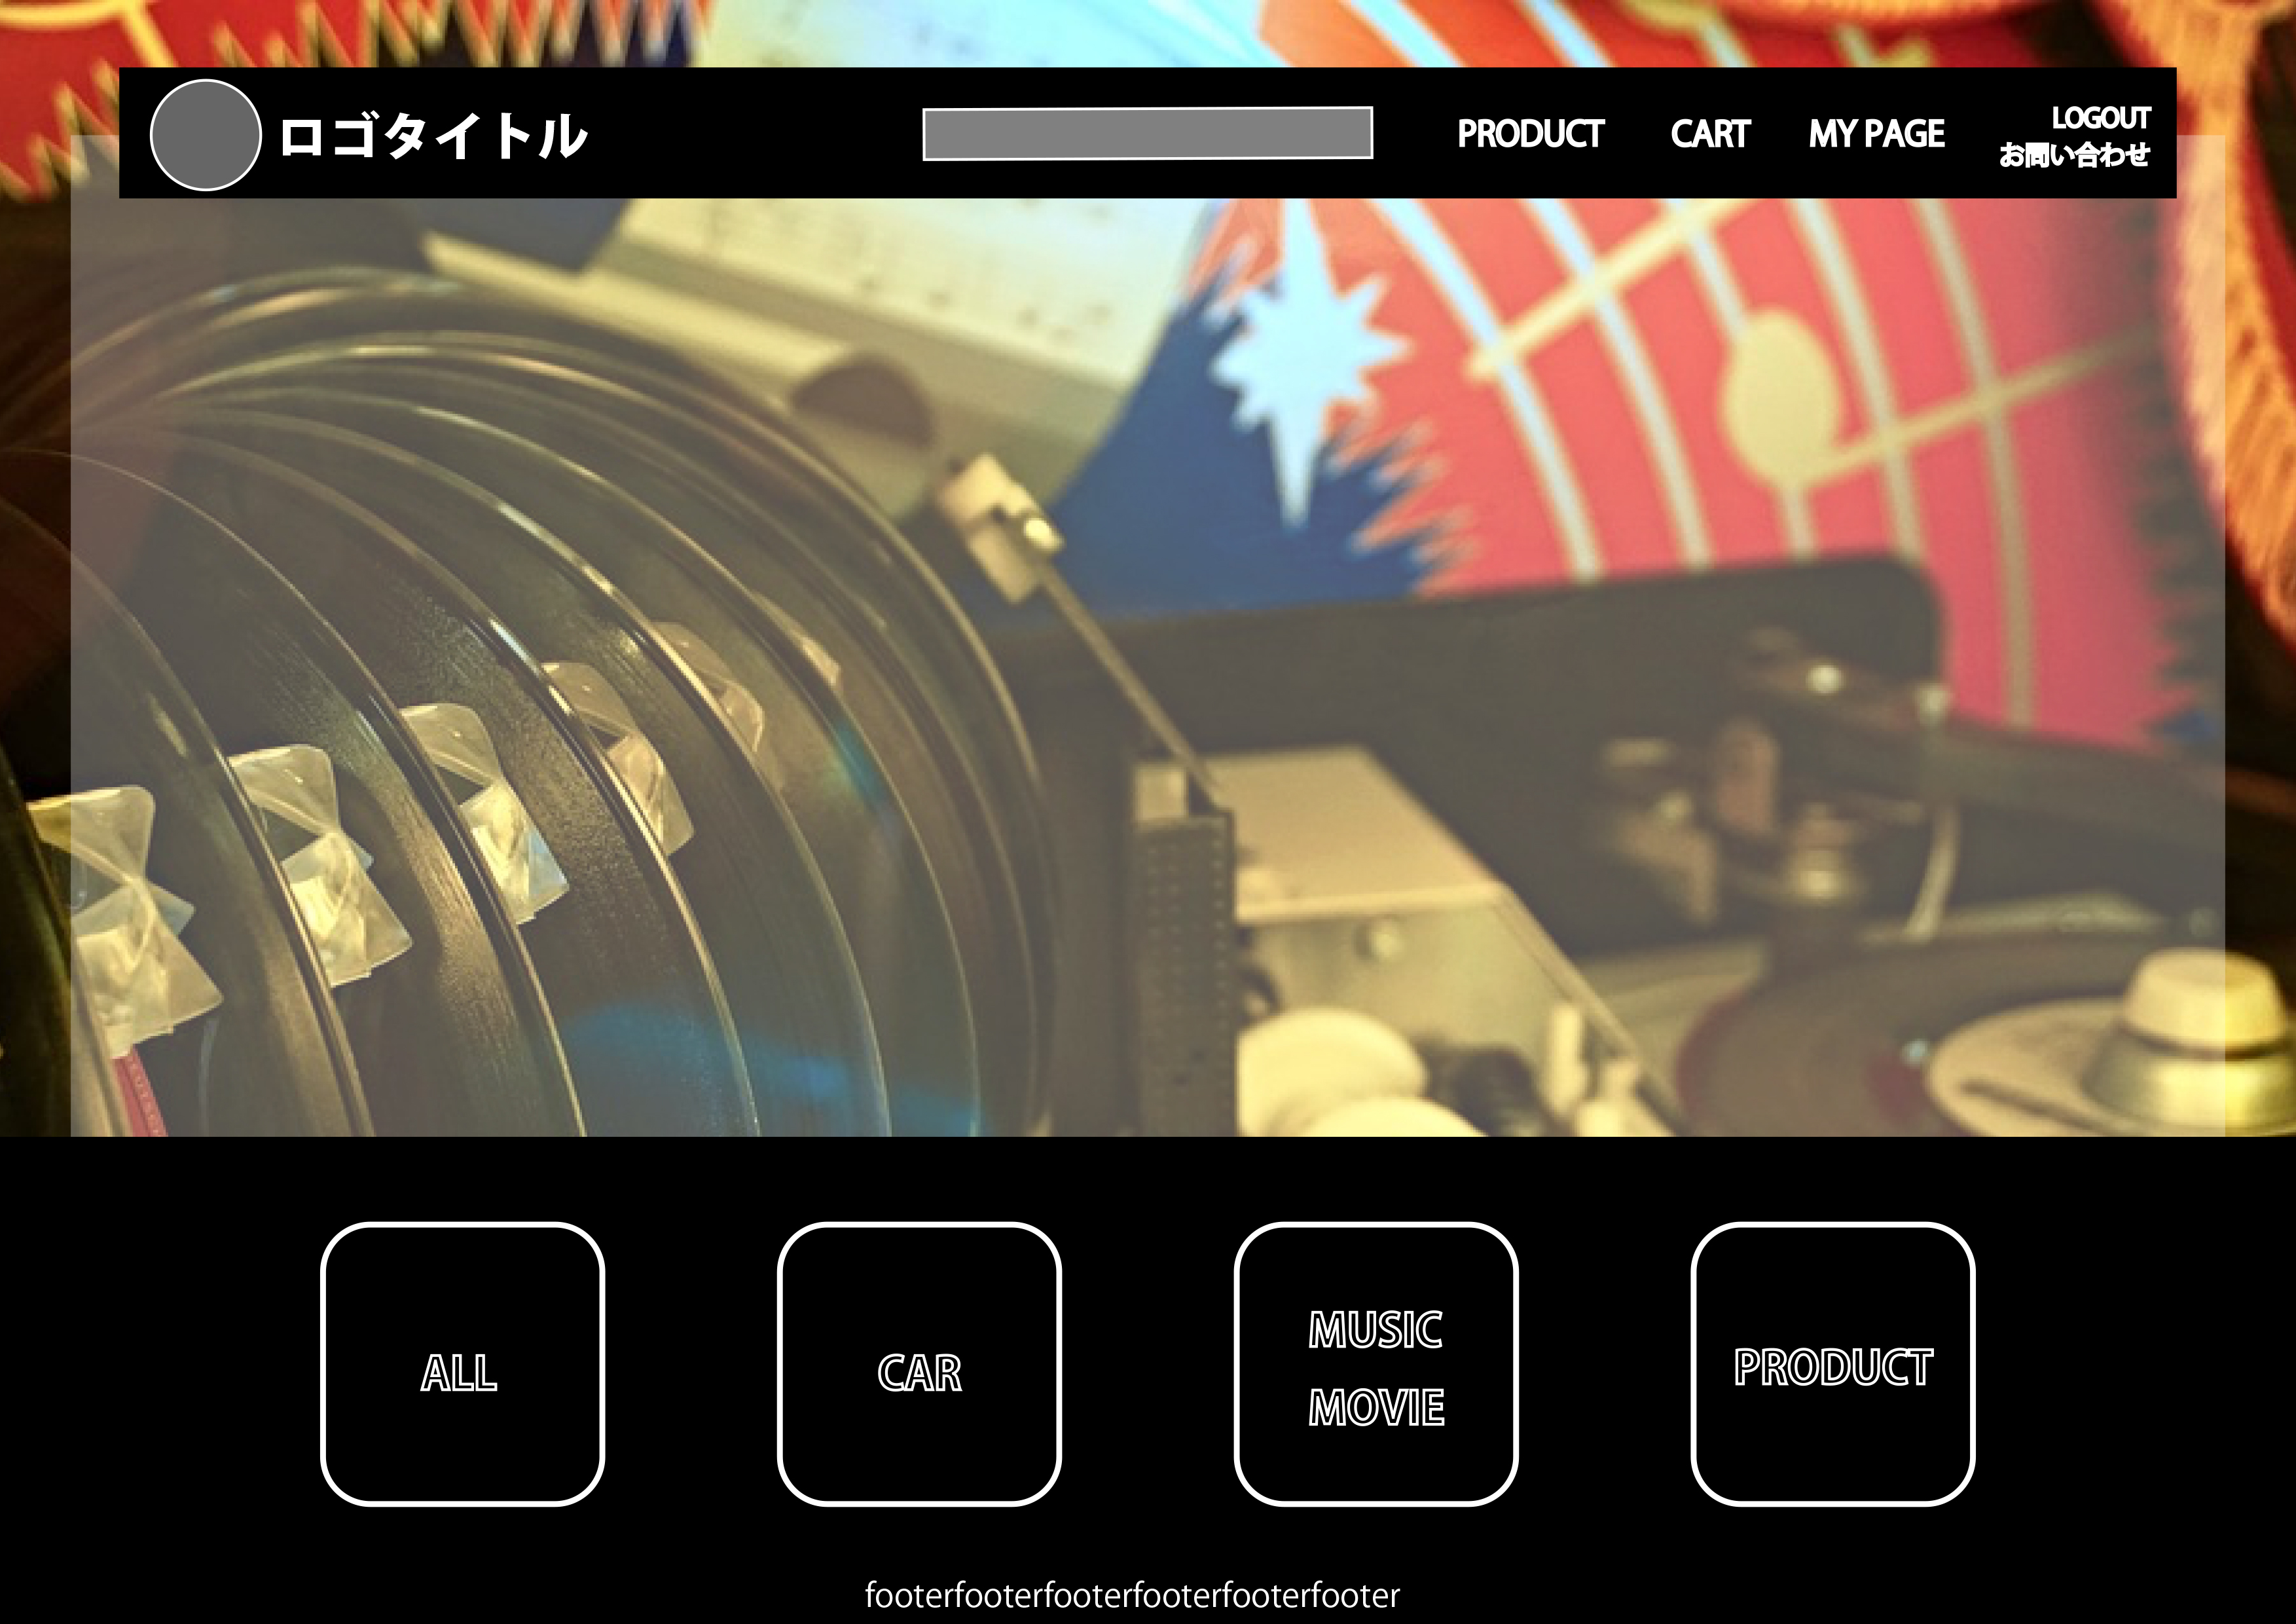 ロゴタイトル
PRODUCT
CART
MY PAGE
LOGOUT
お問い合わせ
ALL
CAR
MUSIC
MOVIE
PRODUCT
footerfooterfooterfooterfooterfooter